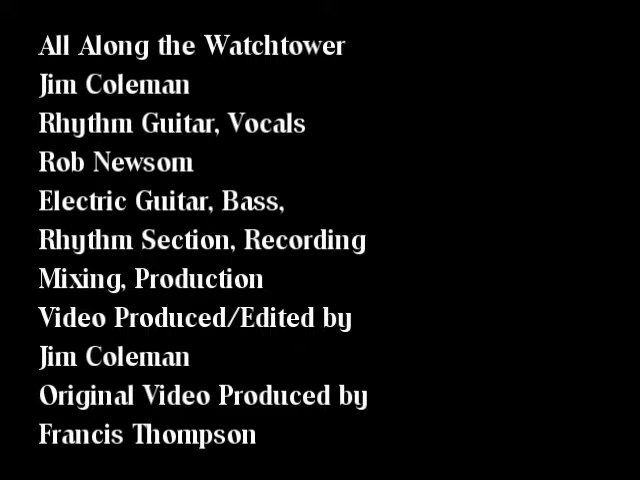 All Along the Watchtower
Jim Coleman
Rhythm Guitar, Vocals
Rob Newsom
Electric Guitar, Bass,
Rhythm Section, Recording
Mixing, Production
Video Produced/Edited by
Jim Coleman
Original Video Produced by
Francis Thompson